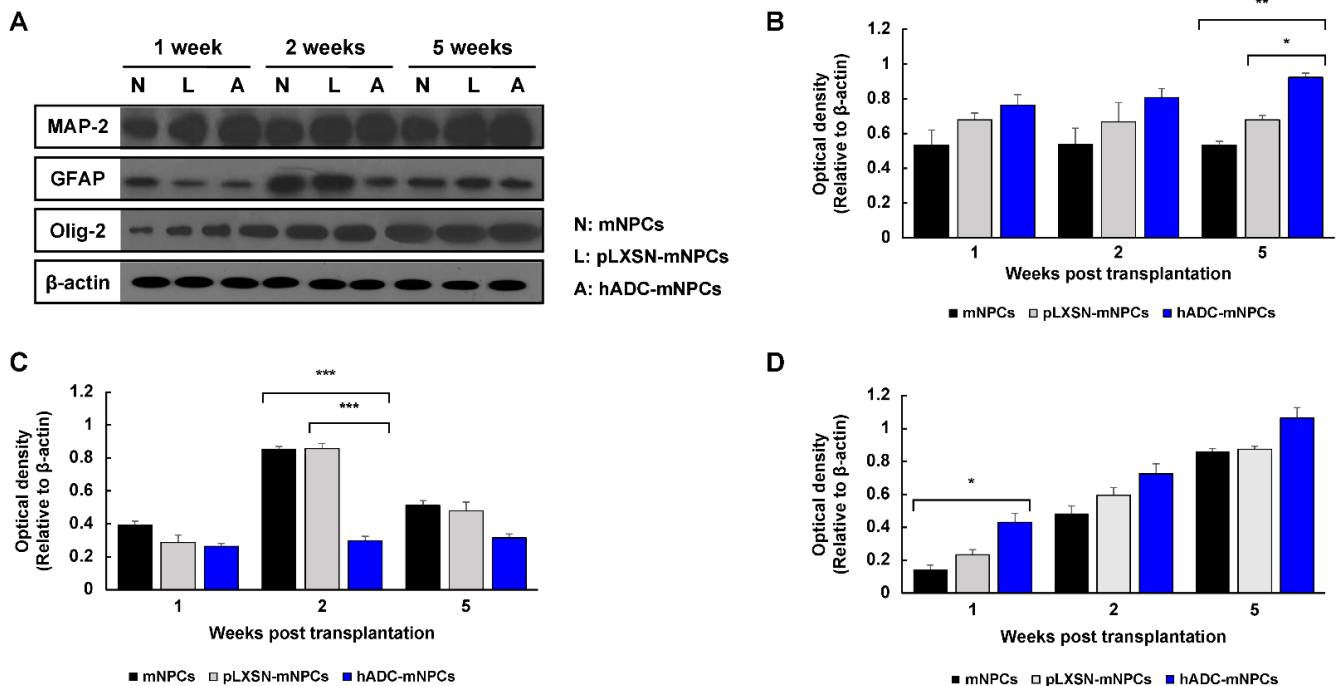 A
1 week 2 weeks 5 weeks
N L A N L A N L A
MAP-2
GFAP
Olig-2
β-actin
N: mNPCs
L: pLXSN-mNPCs
A: hADC-mNPCs
B
**
*
Optical density
(Relative to β-actin)
1.2
1
0.8
0.6
0.4
0.2
0
1 2 5
Weeks post transplantation
mNPCs pLXSN-mNPCs hADC-mNPCs
C
***
***
Optical density
(Relative to β-actin)
1.2
1
0.8
0.6
0.4
0.2
0
1 2 5
Weeks post transplantation
mNPCs pLXSN-mNPCs hADC-mNPCs
D
*
Optical density
(Relative to β-actin)
1.2
1
0.8
0.6
0.4
0.2
0
1 2 5
Weeks post transplantation
mNPCs pLXSN-mNPCs hADC-mNPCs